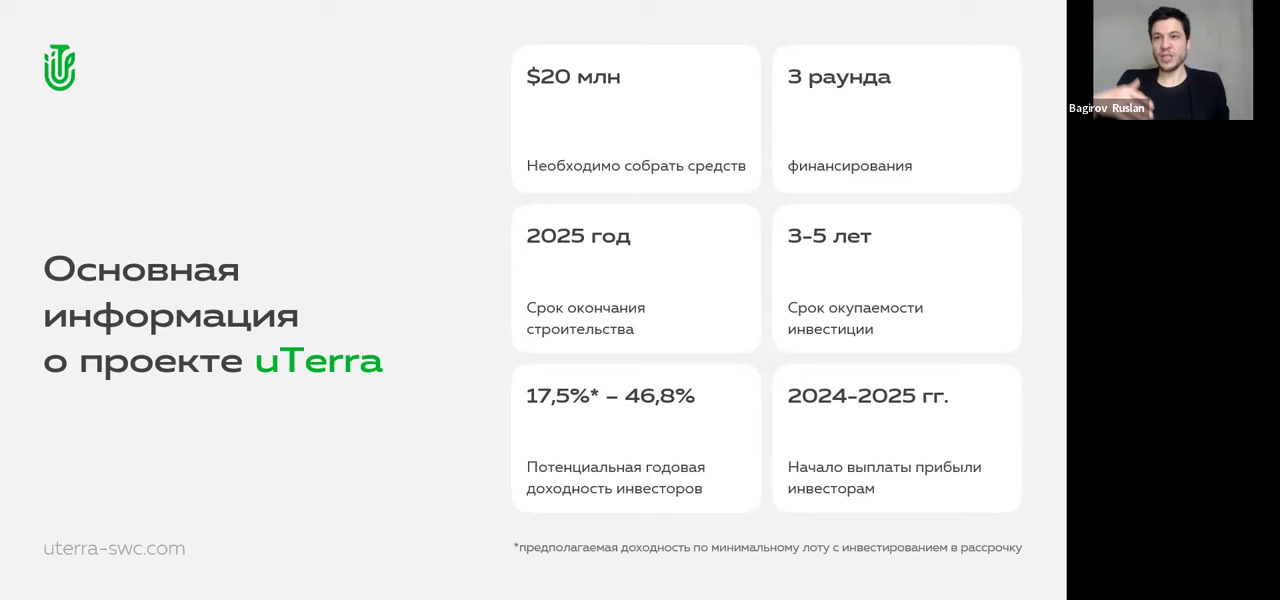 $20 млн
3 раунда
Необходимо собрать средств
финансирования
2025 год
3-5 лет
Срок окончания
строительства
Срок окупаемости
инвестиции
17,5%* – 46,8%
2024-2025 гг.
Потенциальная годовая
доходность инвесторов
Начало выплаты прибыли
инвесторам
Основная
информация
о проекте uTerra
uterra-swc.com
*предполагаемая доходность по минимальному лоту с инвестированием в рассрочку
Bagirov Ruslan